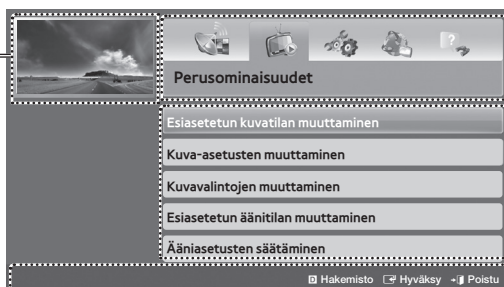 Perusominaisuudet
Esiasetetun kuvatilan muuttaminen
Kuva-asetusten muuttaminen
Kuvavalintojen muuttaminen
Esiasetetun äänitilan muuttaminen
Ääniasetusten säätäminen
D Hakemisto Hyväksy Poistu